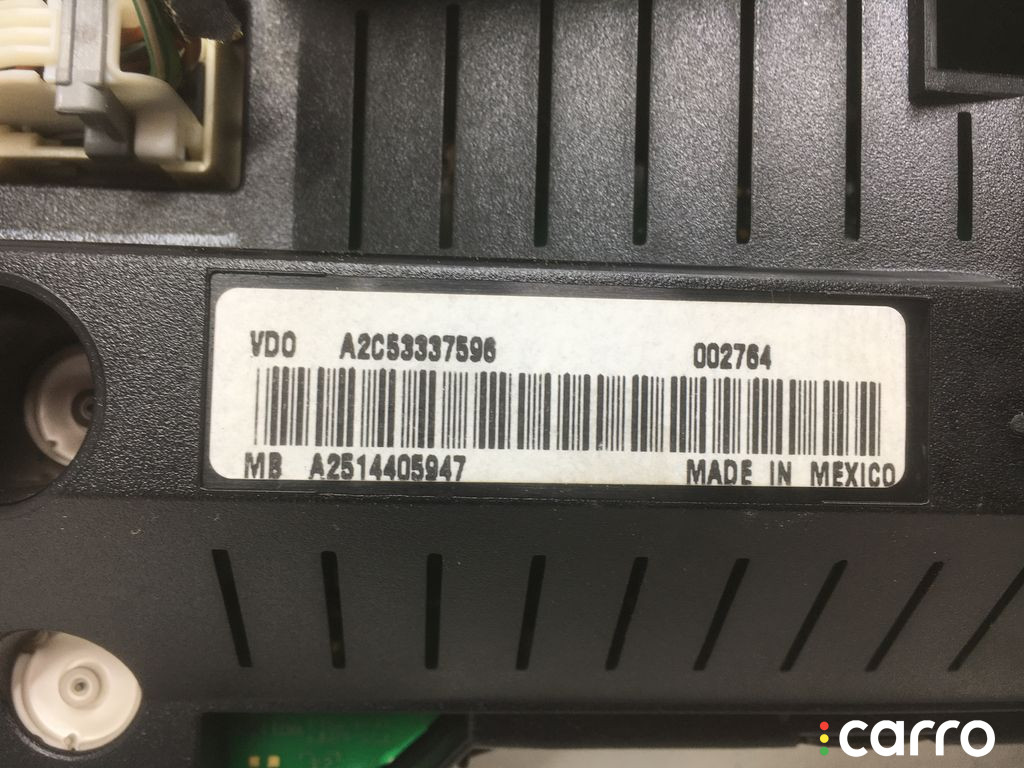 VDO A2C53337596 002764
MB A2514405947 MADE IN MEXICO
carro